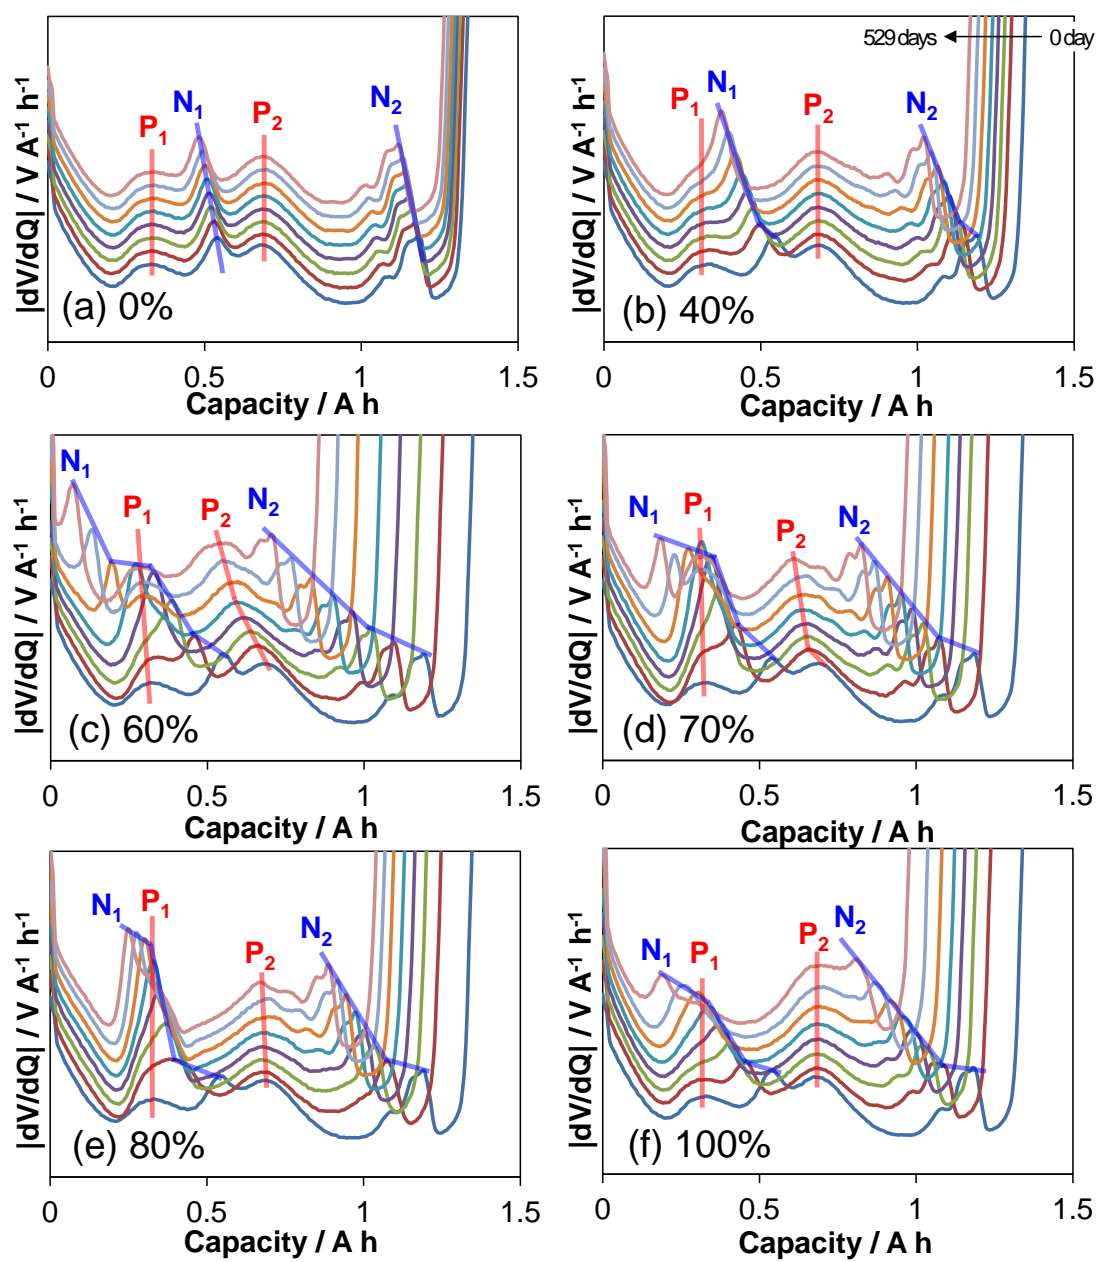 |dV/dQ| / V A⁻¹ h⁻¹
P₁
N₁
P₂
N₂
(a) 0%
0
0.5
1
1.5
Capacity / A h
|dV/dQ| / V A⁻¹ h⁻¹
529 days
0 day
P₁
N₁
P₂
N₂
(b) 40%
0
0.5
1
1.5
Capacity / A h
|dV/dQ| / V A⁻¹ h⁻¹
N₁
P₁
P₂
N₂
(c) 60%
0
0.5
1
1.5
Capacity / A h
|dV/dQ| / V A⁻¹ h⁻¹
N₁
P₁
P₂
N₂
(d) 70%
0
0.5
1
1.5
Capacity / A h
|dV/dQ| / V A⁻¹ h⁻¹
N₁
P₁
P₂
N₂
(e) 80%
0
0.5
1
1.5
Capacity / A h
|dV/dQ| / V A⁻¹ h⁻¹
N₁
P₁
P₂
N₂
(f) 100%
0
0.5
1
1.5
Capacity / A h